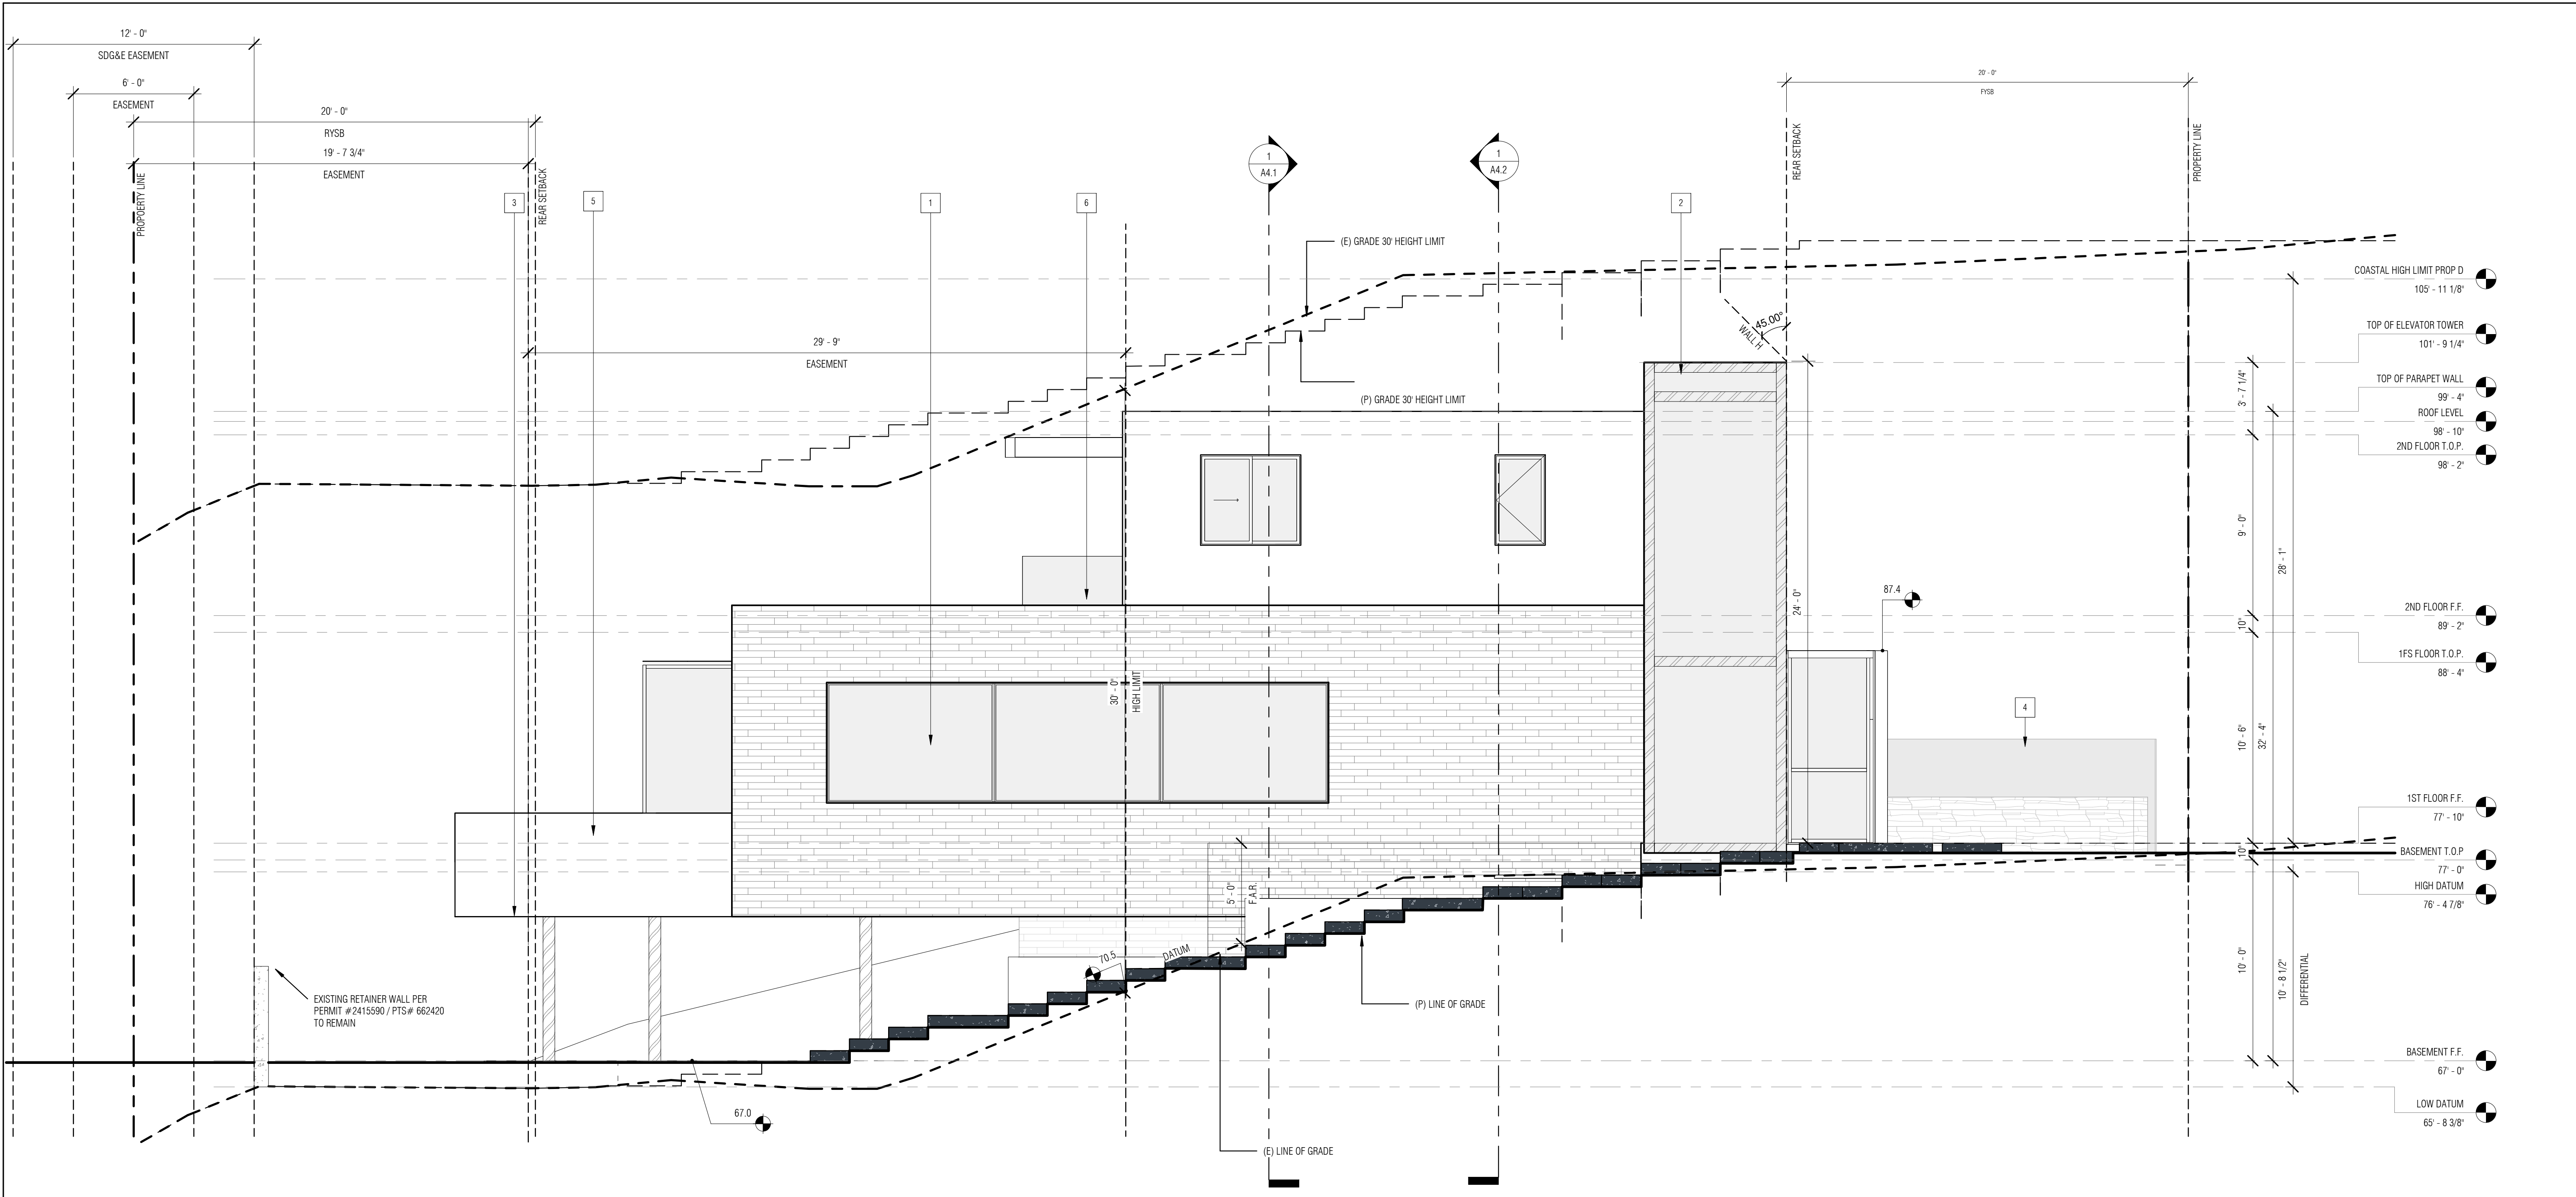 12' - 0"
SDG&E EASEMENT
6' - 0"
EASEMENT
20' - 0"
RYSB
19' - 7 3/4"
EASEMENT
PROPOERTY LINE
REAR SETBACK
3
5
1
6
2
4
1
A4.1
1
A4.2
20' - 0"
FYSB
REAR SETBACK
PROPERTY LINE
(E) GRADE 30' HEIGHT LIMIT
29' - 9"
EASEMENT
45.00°
WALL H
(P) GRADE 30' HEIGHT LIMIT
COASTAL HIGH LIMIT PROP D
105' - 11 1/8"
TOP OF ELEVATOR TOWER
101' - 9 1/4"
TOP OF PARAPET WALL
99' - 4"
ROOF LEVEL
98' - 10"
2ND FLOOR T.O.P.
98' - 2"
2ND FLOOR F.F.
89' - 2"
1FS FLOOR T.O.P.
88' - 4"
1ST FLOOR F.F.
77' - 10"
BASEMENT T.O.P
77' - 0"
HIGH DATUM
76' - 4 7/8"
BASEMENT F.F.
67' - 0"
LOW DATUM
65' - 8 3/8"
3' - 7 1/4"
9' - 0"
28' - 1"
10"
10' - 6"
32' - 4"
10"
10' - 0"
10' - 8 1/2"
DIFFERENTIAL
24' - 0"
87.4
30' - 0"
HIGH LIMIT
5' - 0"
F.A.R.
70.5
DATUM
EXISTING RETAINER WALL PER
PERMIT #2415590 / PTS# 662420
TO REMAIN
(P) LINE OF GRADE
67.0
(E) LINE OF GRADE